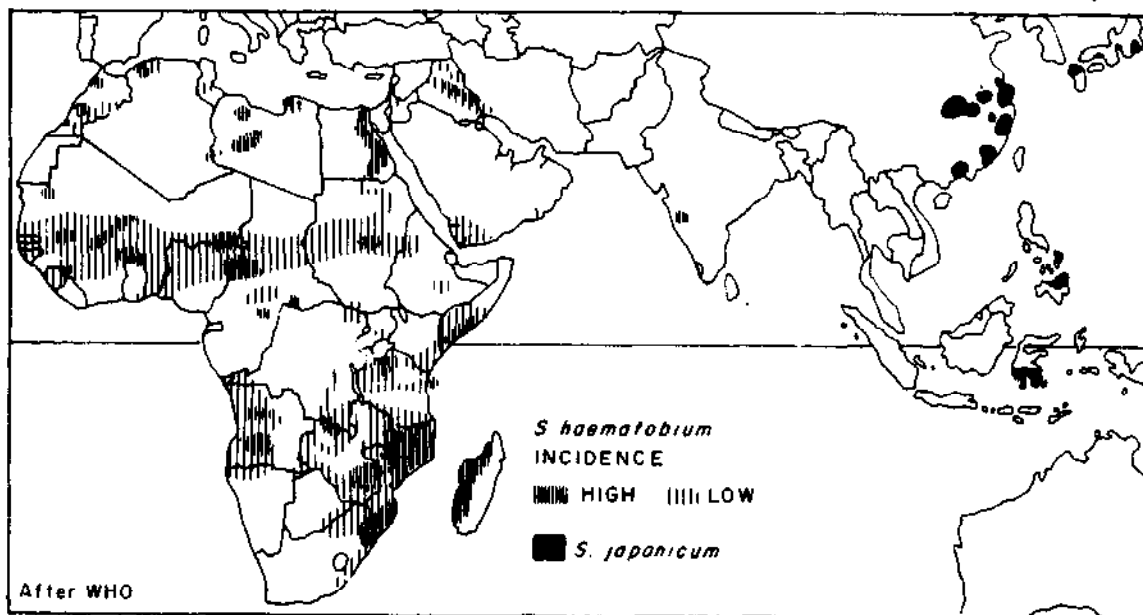 S haematobium
INCIDENCE
HIGH LOW
S. japonicum
After WHO